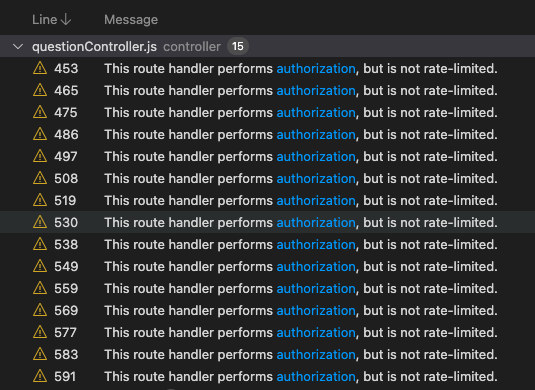 Line ↓ Message
questionController.js controller 15
453 This route handler performs authorization, but is not rate-limited.
465 This route handler performs authorization, but is not rate-limited.
475 This route handler performs authorization, but is not rate-limited.
486 This route handler performs authorization, but is not rate-limited.
497 This route handler performs authorization, but is not rate-limited.
508 This route handler performs authorization, but is not rate-limited.
519 This route handler performs authorization, but is not rate-limited.
530 This route handler performs authorization, but is not rate-limited.
538 This route handler performs authorization, but is not rate-limited.
549 This route handler performs authorization, but is not rate-limited.
559 This route handler performs authorization, but is not rate-limited.
569 This route handler performs authorization, but is not rate-limited.
577 This route handler performs authorization, but is not rate-limited.
583 This route handler performs authorization, but is not rate-limited.
591 This route handler performs authorization, but is not rate-limited.